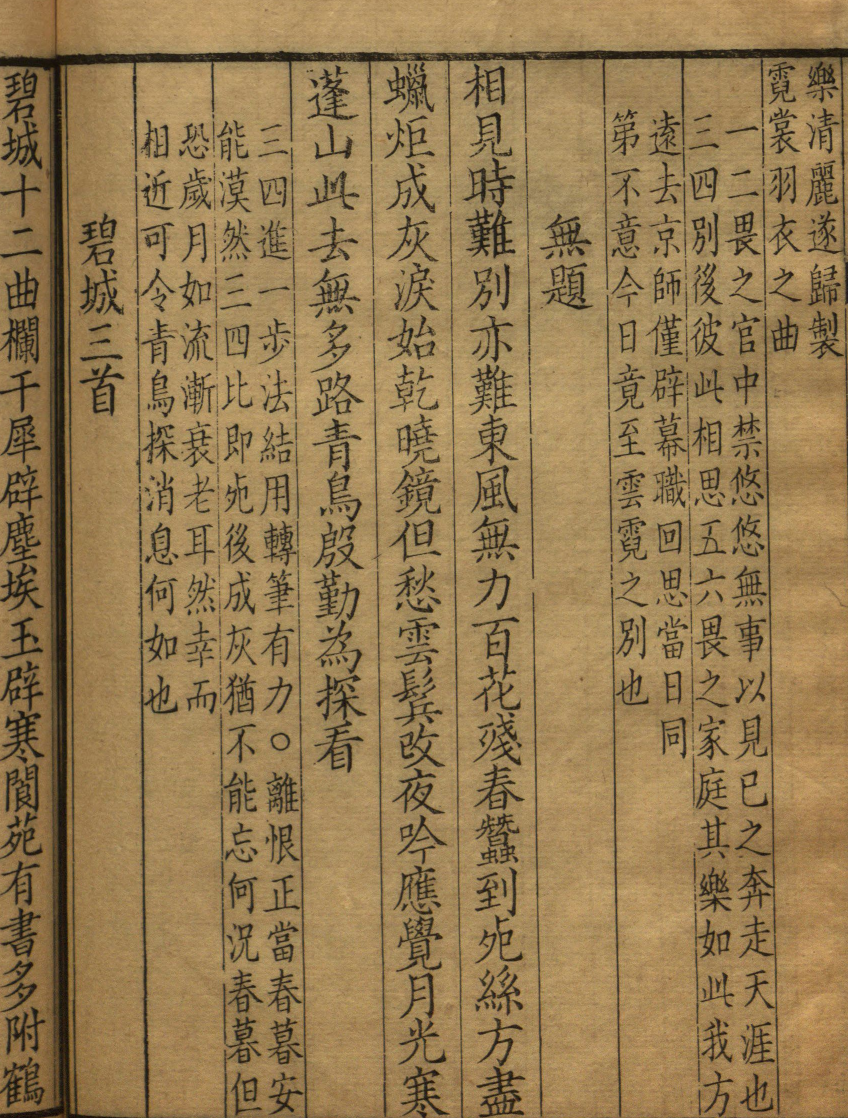 樂清麗遂歸製
霓裳羽衣之曲
一二畏之官中禁悠悠無事以見已之奔走天涯也
三四別後彼此相思五六畏之家庭其樂如此我方
遠去京師僅辟幕職回思當日同
第不意今日竟至雲霓之別也
無題
相見時難別亦難東風無力百花殘春蠶到死絲方盡
蠟炬成灰淚始乾曉鏡但愁雲鬂改夜吟應覺月光寒
蓬山此去無多路青鳥殷勤為探看
三四進一步法結用轉筆有力○離恨正當春暮安
能漠然三四比即死後成灰猶不能忘何況春暮但
恐歲月如流漸衰老耳然幸而
相近可令青鳥探消息何如也
碧城三首
碧城十二曲欄干犀辟塵埃玉辟寒閬苑有書多附鶴